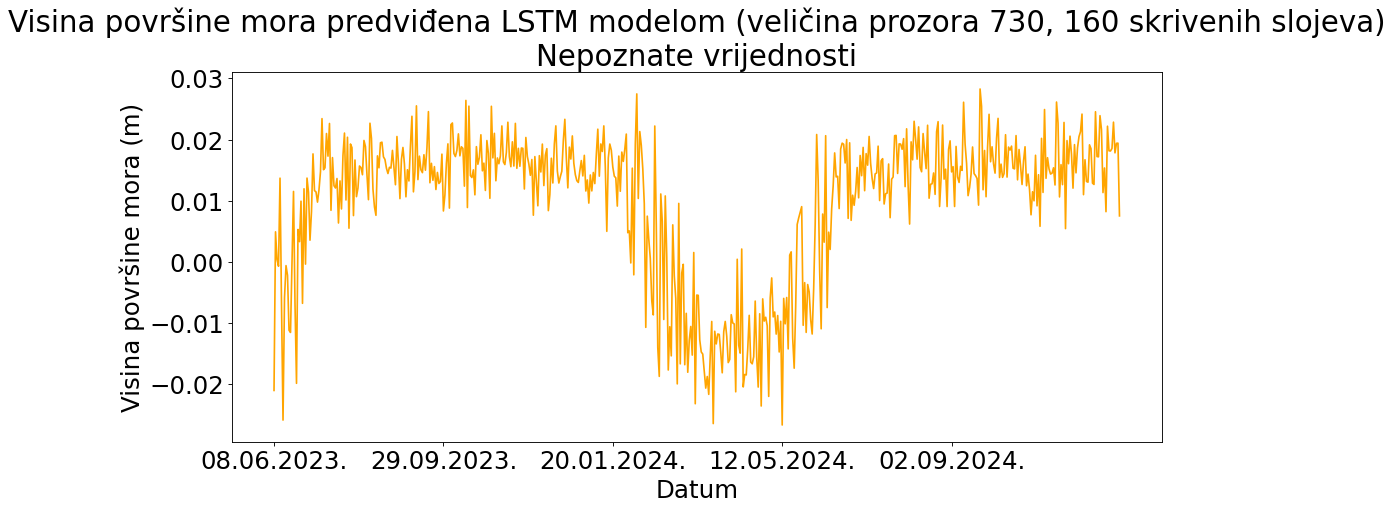 Visina površine mora predviđena LSTM modelom (veličina prozora 730, 160 skrivenih slojeva)
Nepoznate vrijednosti
Visina površine mora (m)
0.03
0.02
0.01
0.00
−0.01
−0.02
08.06.2023. 29.09.2023. 20.01.2024. 12.05.2024. 02.09.2024.
Datum